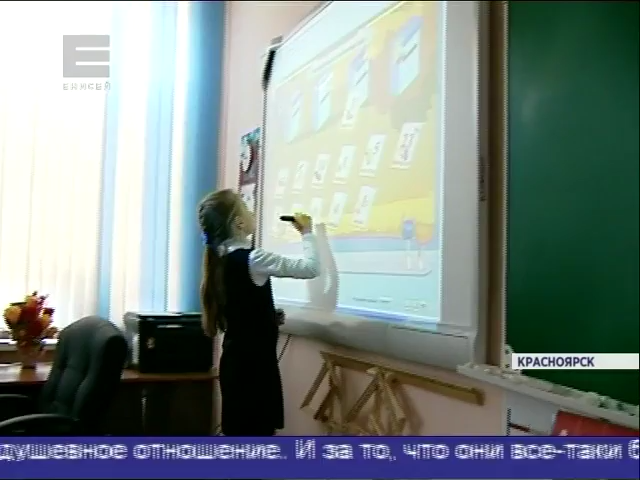 ЕНИСЕЙ
КРАСНОЯРСК
душевное отношение. И за то, что они все-таки б